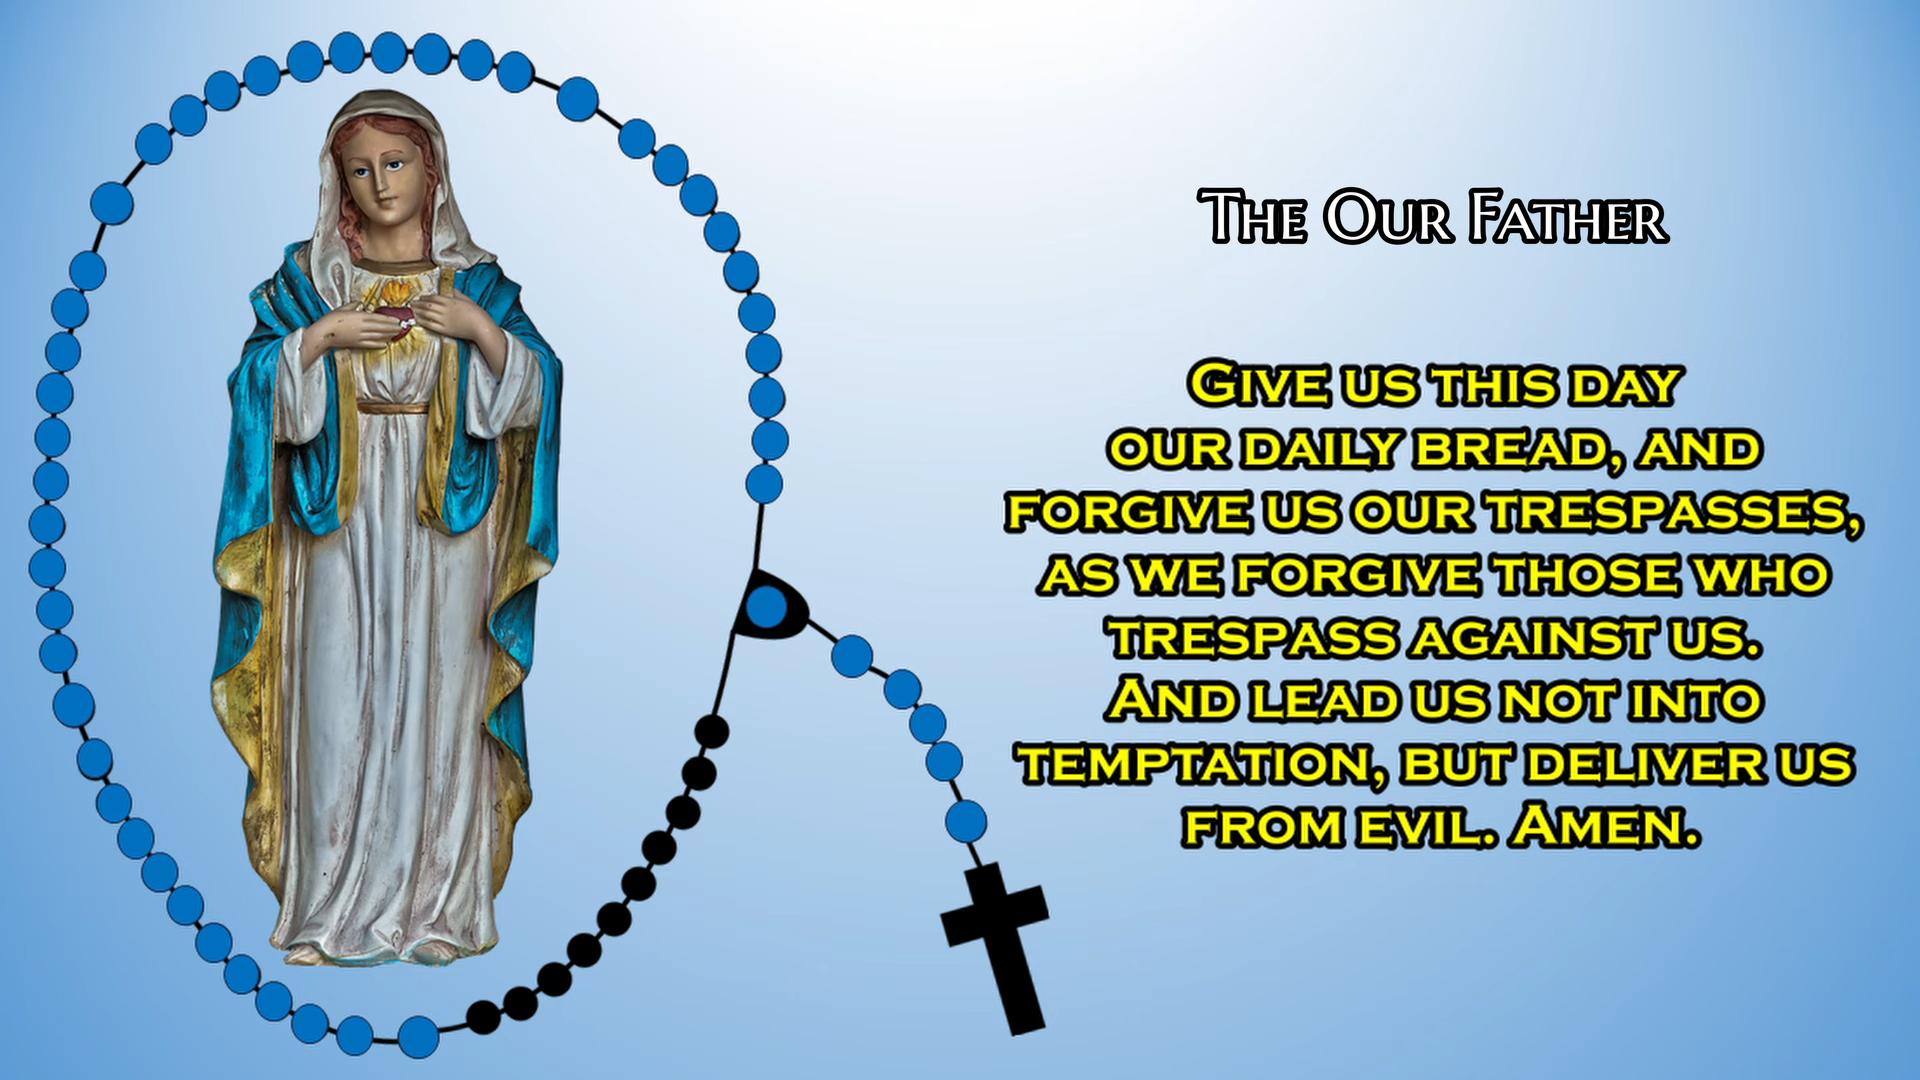 The Our Father
Give us this day
our daily bread, and
forgive us our trespasses,
as we forgive those who
trespass against us.
And lead us not into
temptation, but deliver us
from evil. Amen.